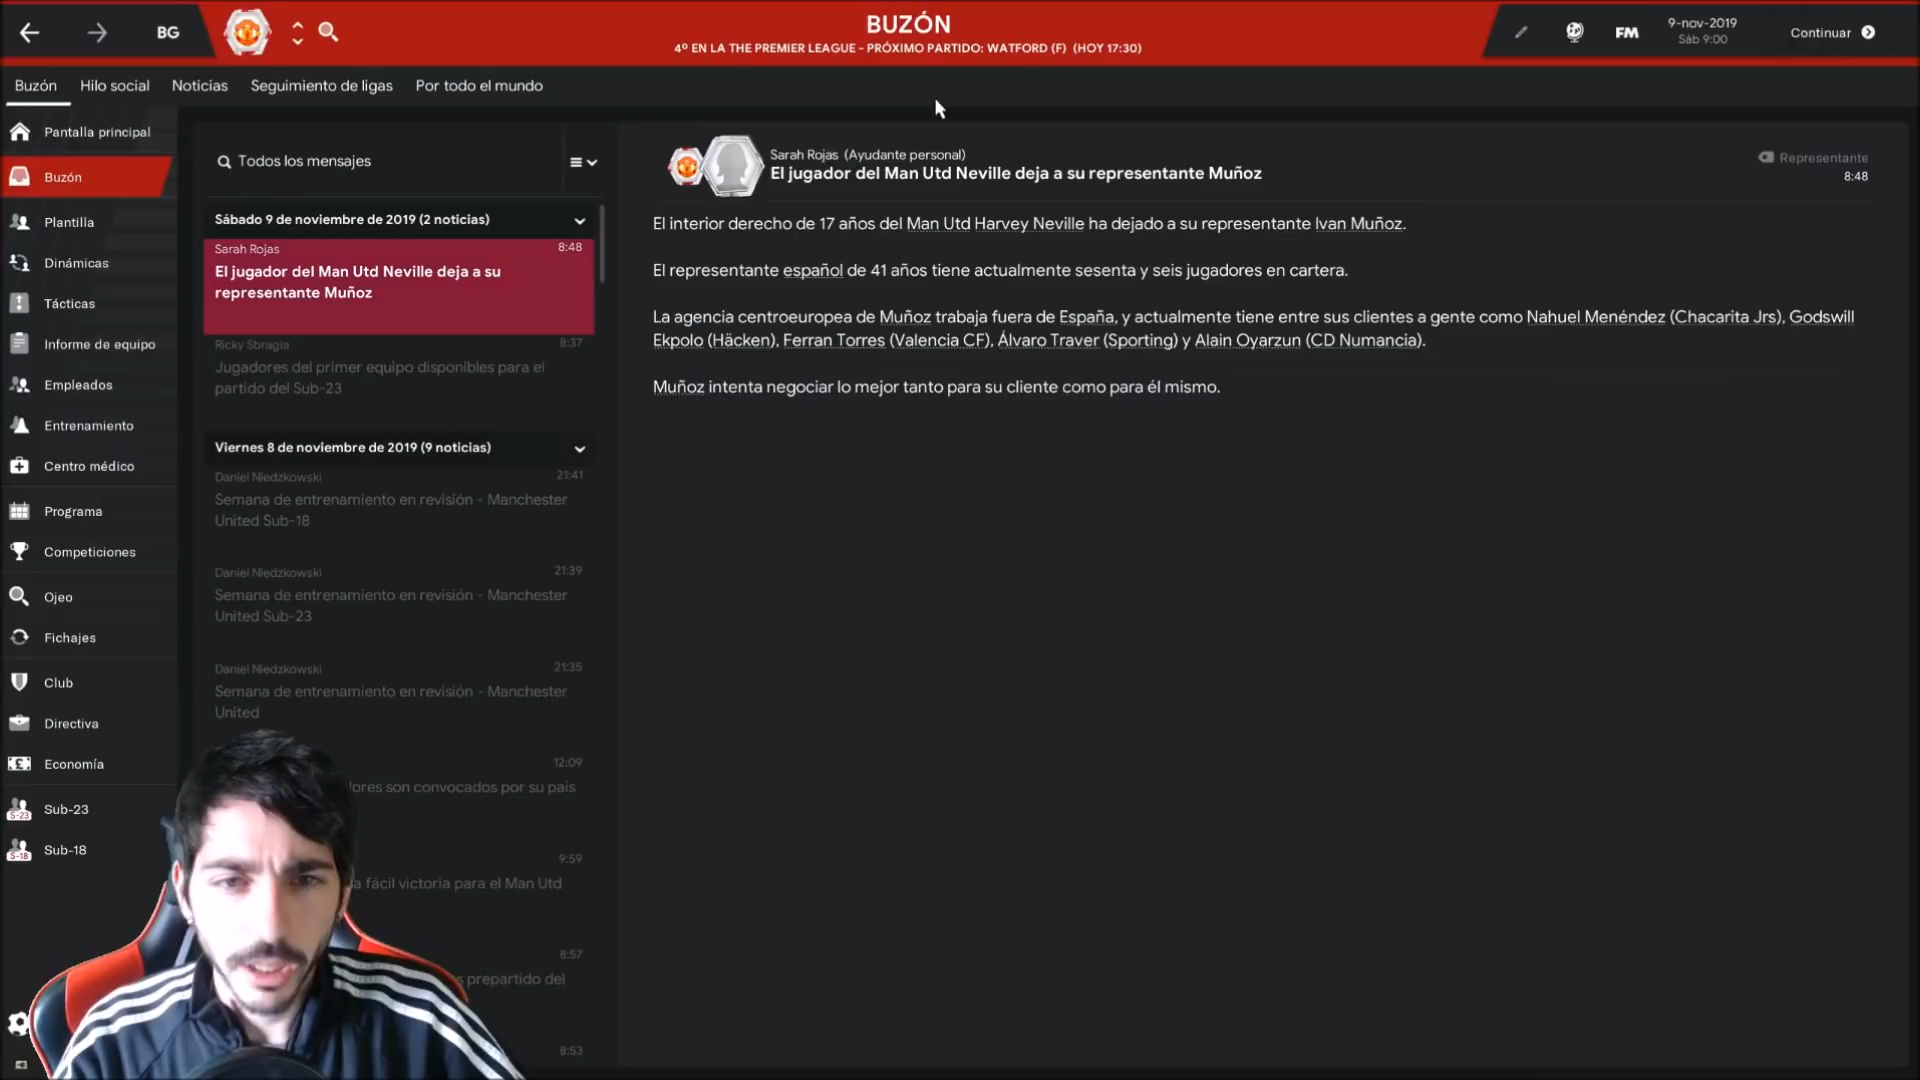 BG
BUZÓN
4º EN LA THE PREMIER LEAGUE - PRÓXIMO PARTIDO: WATFORD (F) (HOY 17:30)
FM
9-nov-2019
Sáb 9:00
Continuar
Buzón
Hilo social
Noticias
Seguimiento de ligas
Por todo el mundo
Pantalla principal
Buzón
Plantilla
Dinámicas
Tácticas
Informe de equipo
Empleados
Entrenamiento
Centro médico
Programa
Competiciones
Ojeo
Fichajes
Club
Directiva
Economía
S-23
Sub-23
S-18
Sub-18
Todos los mensajes
Sábado 9 de noviembre de 2019 (2 noticias)
Sarah Rojas 8:48
El jugador del Man Utd Neville deja a su
representante Muñoz
Ricky Sbragia 8:37
Jugadores del primer equipo disponibles para el
partido del Sub-23
Viernes 8 de noviembre de 2019 (9 noticias)
Daniel Niedzkowski 21:41
Semana de entrenamiento en revisión - Manchester
United Sub-18
Daniel Niedzkowski 21:39
Semana de entrenamiento en revisión - Manchester
United Sub-23
Daniel Niedzkowski 21:35
Semana de entrenamiento en revisión - Manchester
United
12:09
ores son convocados por su país
9:59
a fácil victoria para el Man Utd
8:57
prepartido del
8:53
Sarah Rojas (Ayudante personal)
El jugador del Man Utd Neville deja a su representante Muñoz
Representante
8:48
El interior derecho de 17 años del Man Utd Harvey Neville ha dejado a su representante Ivan Muñoz.
El representante español de 41 años tiene actualmente sesenta y seis jugadores en cartera.
La agencia centroeuropea de Muñoz trabaja fuera de España, y actualmente tiene entre sus clientes a gente como Nahuel Menéndez (Chacarita Jrs), Godswill
Ekpolo (Häcken), Ferran Torres (Valencia CF), Álvaro Traver (Sporting) y Alain Oyarzun (CD Numancia).
Muñoz intenta negociar lo mejor tanto para su cliente como para él mismo.